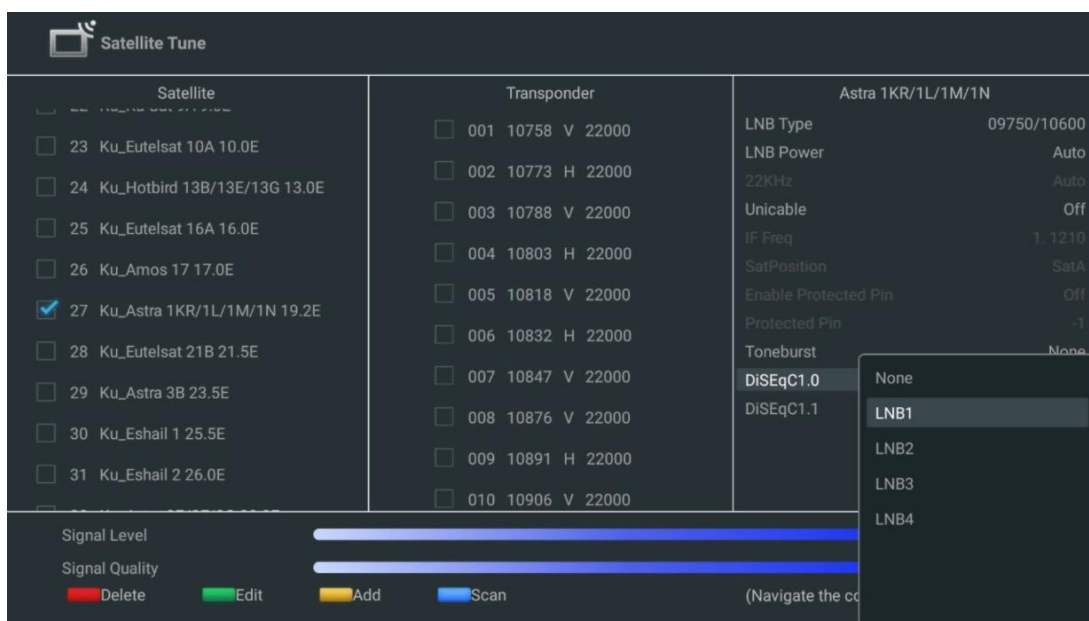 Satellite Tune
Satellite
23 Ku_Eutelsat 10A 10.0E
24 Ku_Hotbird 13B/13E/13G 13.0E
25 Ku_Eutelsat 16A 16.0E
26 Ku_Amos 17 17.0E
27 Ku_Astra 1KR/1L/1M/1N 19.2E
28 Ku_Eutelsat 21B 21.5E
29 Ku_Astra 3B 23.5E
30 Ku_Eshail 1 25.5E
31 Ku_Eshail 2 26.0E
Transponder
001 10758 V 22000
002 10773 H 22000
003 10788 V 22000
004 10803 H 22000
005 10818 V 22000
006 10832 H 22000
007 10847 V 22000
008 10876 V 22000
009 10891 H 22000
010 10906 V 22000
Astra 1KR/1L/1M/1N
LNB Type 09750/10600
LNB Power Auto
22KHz Auto
Unicable Off
IF Freq 1. 1210
SatPosition SatA
Enable Protected Pin Off
Protected Pin -1
Toneburst None
DiSEqC1.0
DiSEqC1.1
None
LNB1
LNB2
LNB3
LNB4
Signal Level
Signal Quality
Delete Edit Add Scan (Navigate the